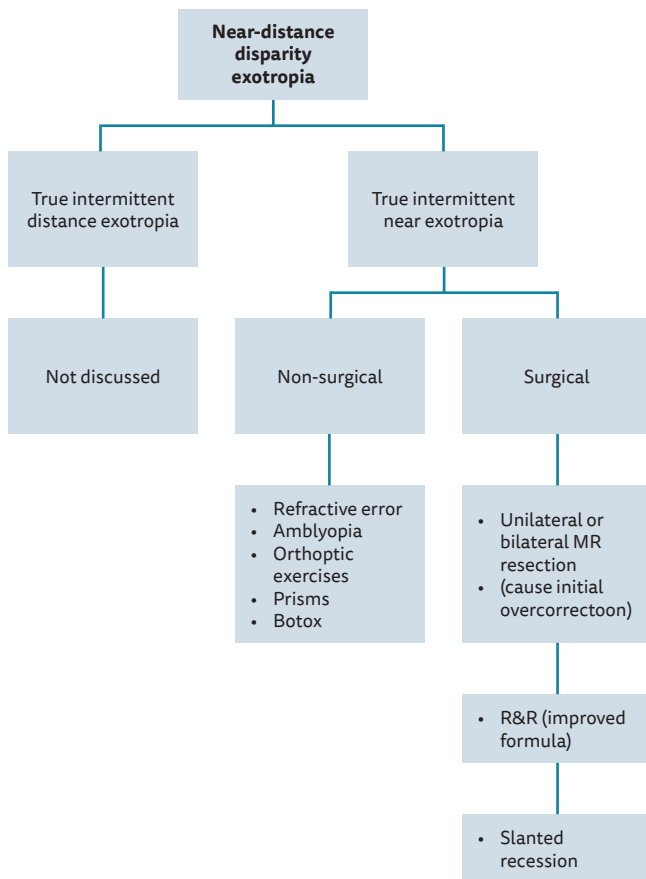 Near-distance
disparity
exotropia
True intermittent
distance exotropia
True intermittent
near exotropia
Not discussed
Non-surgical
Surgical
• Refractive error
• Amblyopia
• Orthoptic
exercises
• Prisms
• Botox
• Unilateral or
bilateral MR
resection
• (cause initial
overcorrectoon)
• R&R (improved
formula)
• Slanted
recession